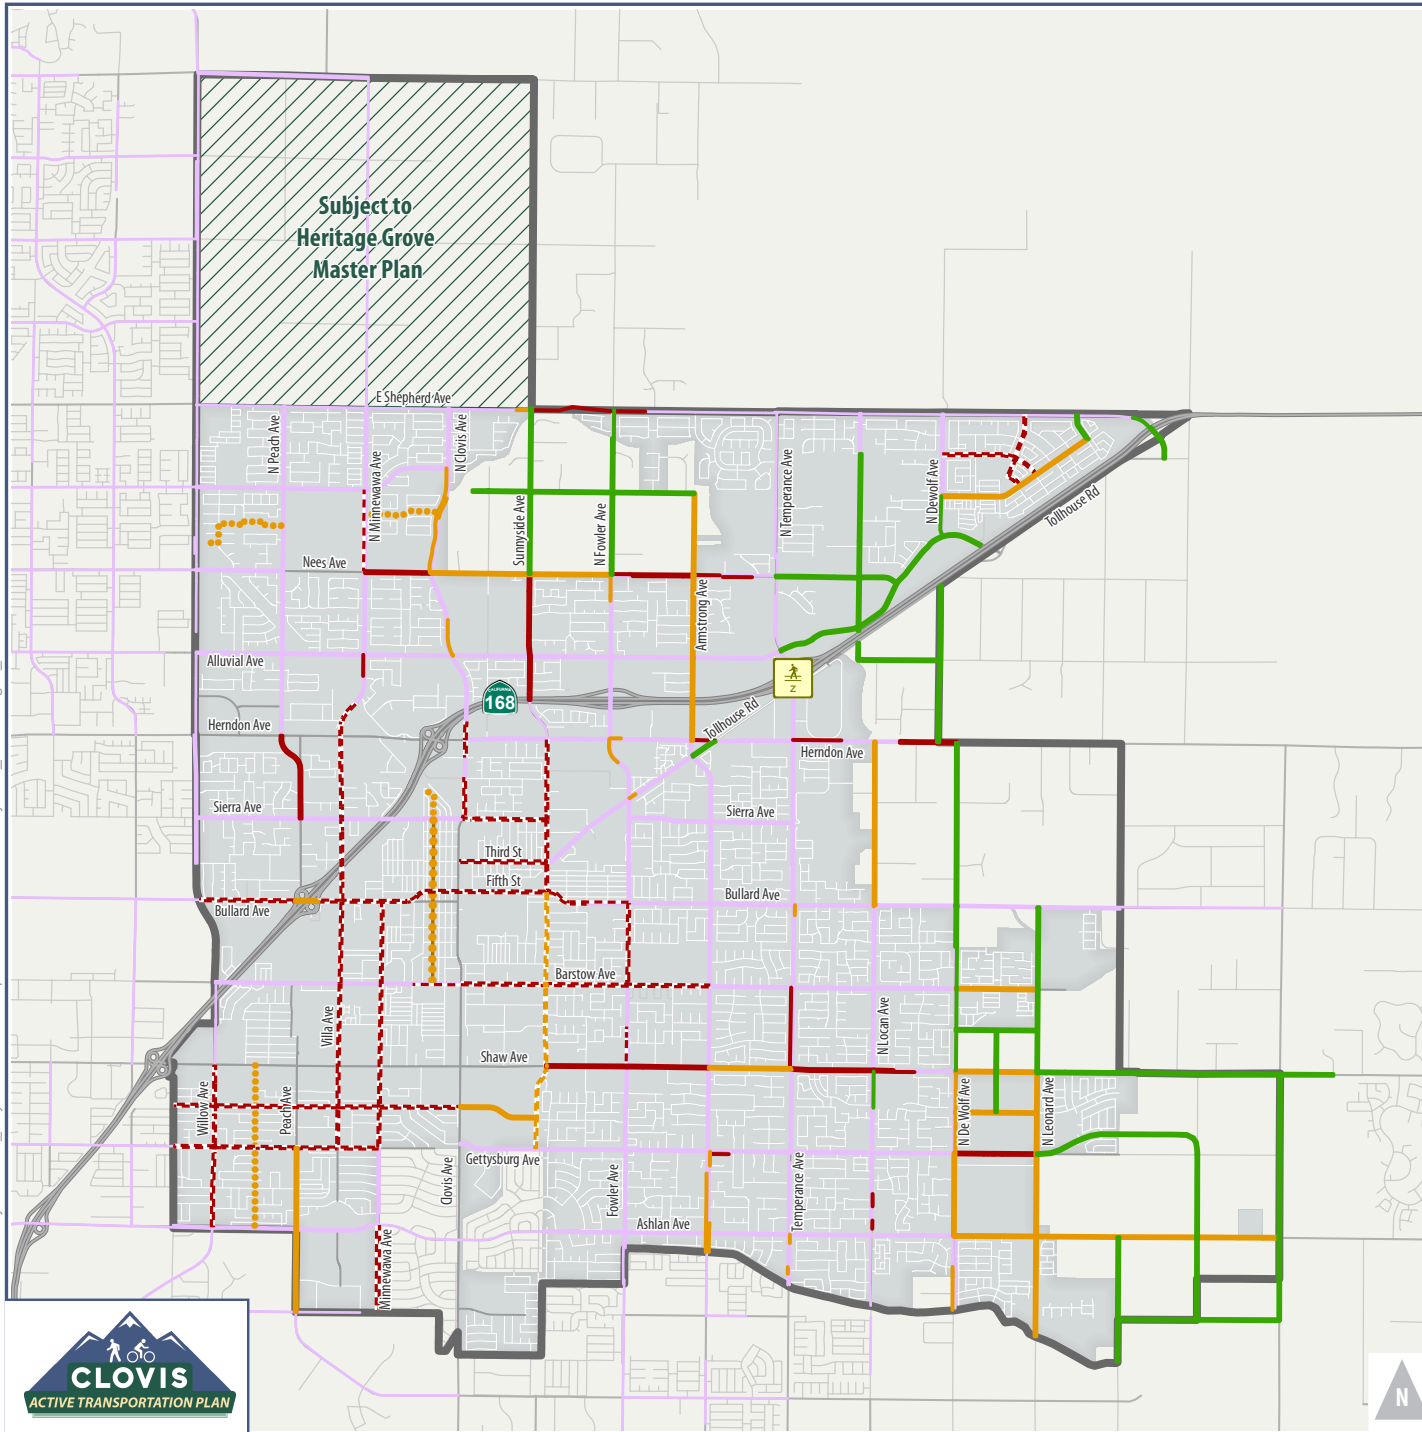 Subject to
Heritage Grove
Master Plan
E Shepherd Ave
N Peach Ave
N Minnewawa Ave
N Clovis Ave
Sunnyside Ave
N Fowler Ave
N Temperance Ave
N Dewolf Ave
Tollhouse Rd
Nees Ave
Armstrong Ave
Alluvial Ave
CALIFORNIA
168
Z
Herndon Ave
Tollhouse Rd
Herndon Ave
Sierra Ave
Sierra Ave
Third St
Fifth St
Bullard Ave
Bullard Ave
Barstow Ave
Villa Ave
N Locan Ave
Shaw Ave
Willow Ave
Peach Ave
N De Wolf Ave
N Leonard Ave
Gettysburg Ave
Clovis Ave
Fowler Ave
Temperance Ave
Ashlan Ave
Minnewawa Ave
CLOVIS
ACTIVE TRANSPORTATION PLAN
N